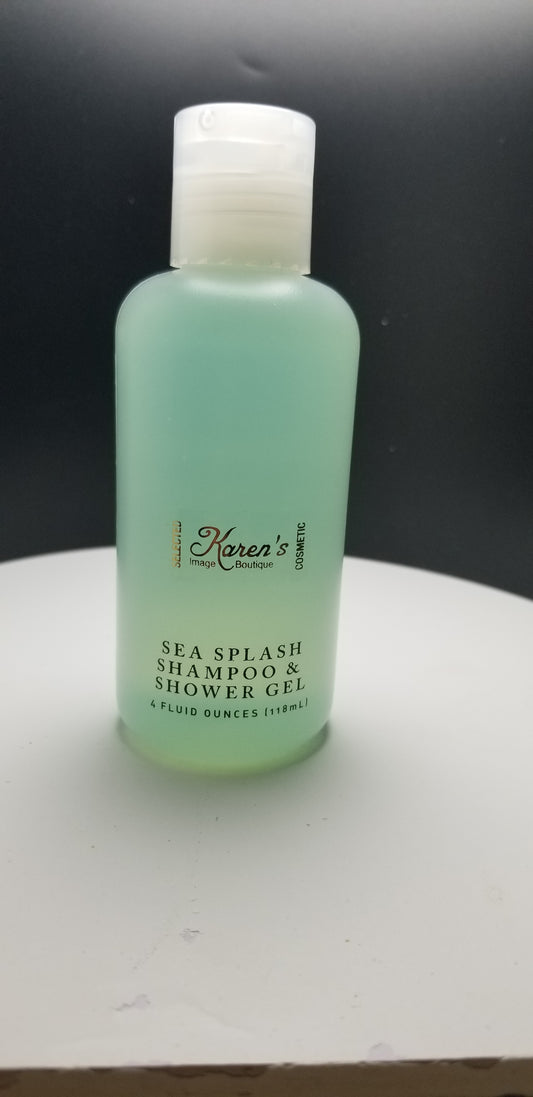 SELECTED
Karen's
Image Boutique
COSMETIC
SEA SPLASH
SHAMPOO &
SHOWER GEL
4 FLUID OUNCES (118mL)